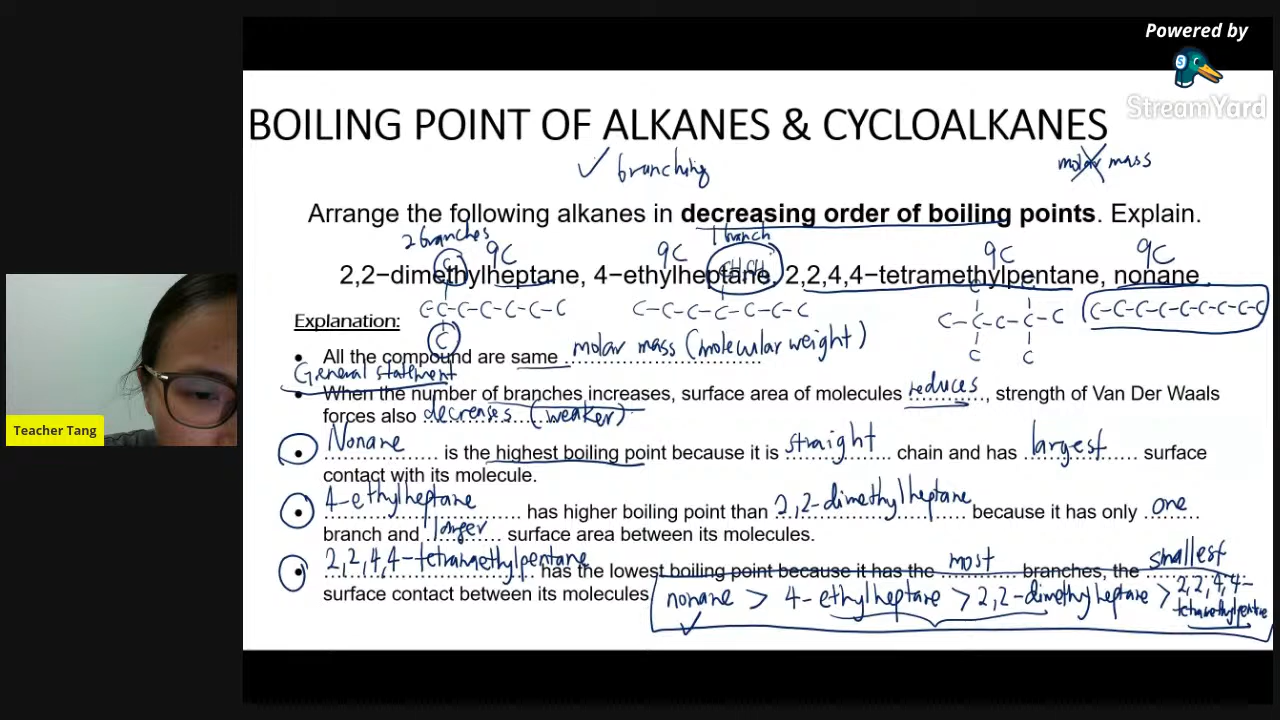 Powered by
StreamYard
BOILING POINT OF ALKANES & CYCLOALKANES
✓ branching
molar mass
Arrange the following alkanes in decreasing order of boiling points. Explain.
2 branches 1 branch
9C 9C 9C 9C
2,2−dimethylheptane, 4−ethylheptane, 2,2,4,4−tetramethylpentane, nonane.
C-C-C-C-C-C-C C-C-C-C-C-C-C C-C-C-C-C C-C-C-C-C-C-C-C-C
Explanation:
C C C
• All the compound are same molar mass (molecular weight)
General statement
• When the number of branches increases, surface area of molecules reduces, strength of Van Der Waals
forces also decreases (weaker)
• Nonane is the highest boiling point because it is straight chain and has largest surface
contact with its molecule.
• 4-ethylheptane has higher boiling point than 2,2-dimethylheptane because it has only one
branch and larger surface area between its molecules.
• 2,2,4,4-tetramethylpentane has the lowest boiling point because it has the most branches, the smallest
surface contact between its molecules
nonane > 4-ethylheptane > 2,2-dimethylheptane > 2,2,4,4-
tetramethylpentane
Teacher Tang